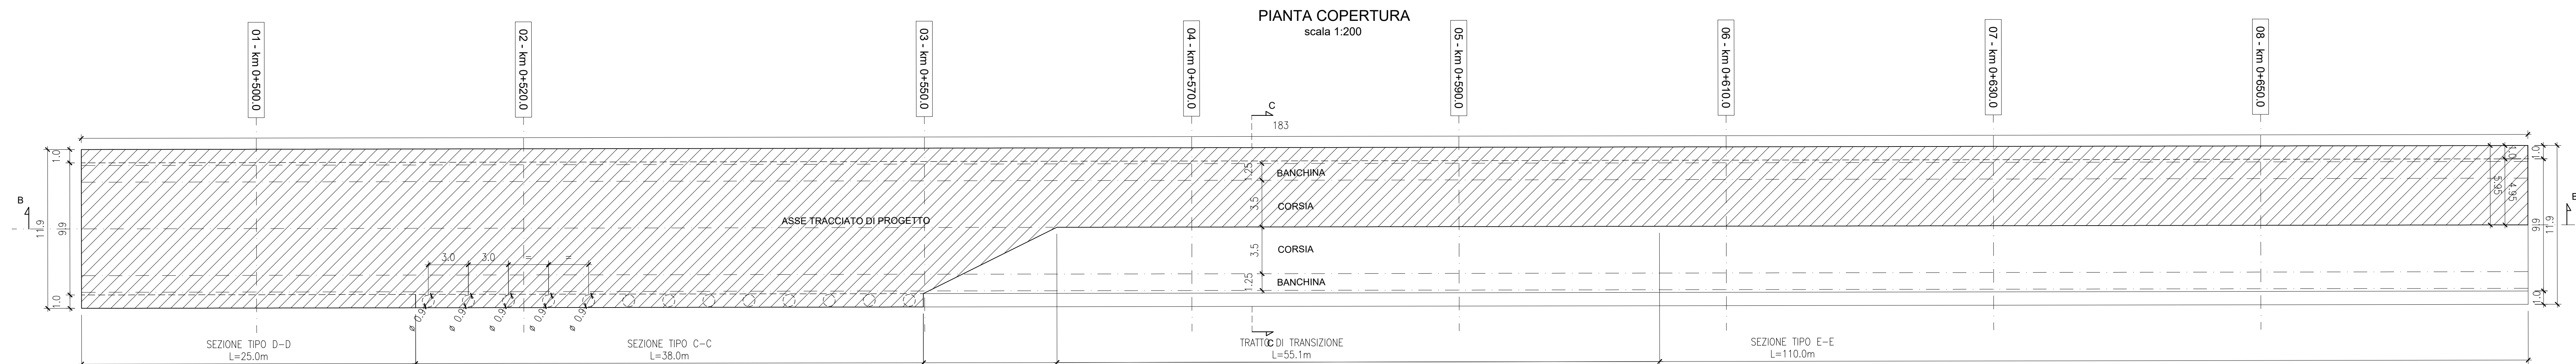 PIANTA COPERTURA
scala 1:200
01 - km 0+500.0
02 - km 0+520.0
03 - km 0+550.0
04 - km 0+570.0
05 - km 0+590.0
06 - km 0+610.0
07 - km 0+630.0
08 - km 0+650.0
C
183
1.0
1.25
BANCHINA
1.0
1.0
5.95
4.95
B
11.9
9.9
ASSE TRACCIATO DI PROGETTO
3.5
CORSIA
9.9
11.9
3.0
3.0
=
=
3.5
CORSIA
1.0
1.25
BANCHINA
1.0
SEZIONE TIPO D-D
L=25.0m
SEZIONE TIPO C-C
L=38.0m
C
TRATTO DI TRANSIZIONE
L=55.1m
SEZIONE TIPO E-E
L=110.0m